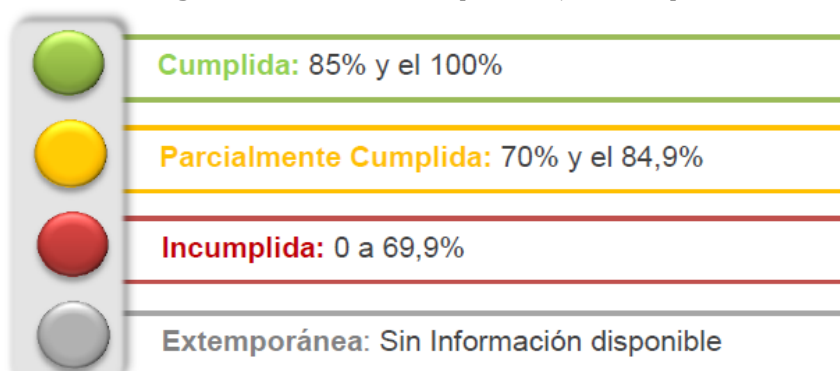 Cumplida: 85% y el 100%
Parcialmente Cumplida: 70% y el 84,9%
Incumplida: 0 a 69,9%
Extemporánea: Sin Información disponible